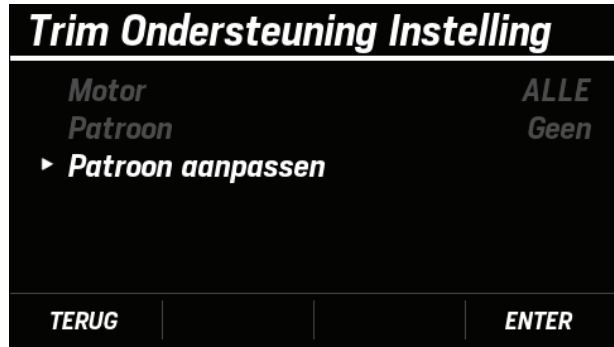 Trim Ondersteuning Instelling
Motor ALLE
Patroon Geen
Patroon aanpassen
TERUG ENTER